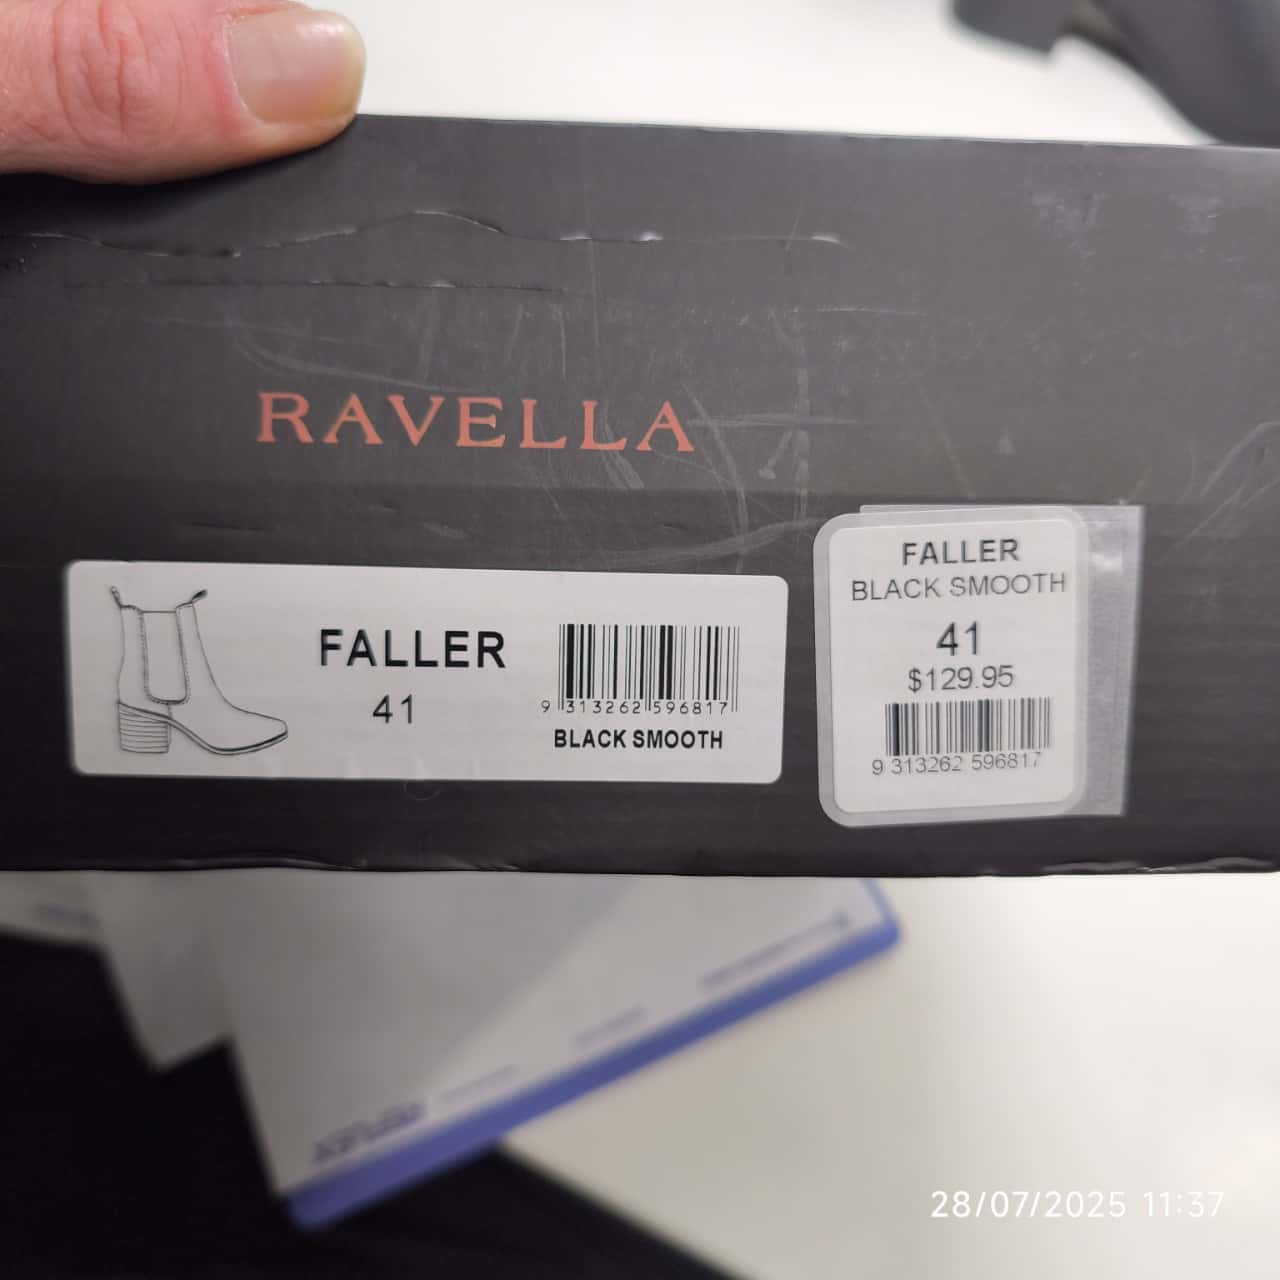 RAVELLA
FALLER
41
9 313262 596817
BLACK SMOOTH
FALLER
BLACK SMOOTH
41
$129.95
9 313262 596817
28/07/2025 11:37